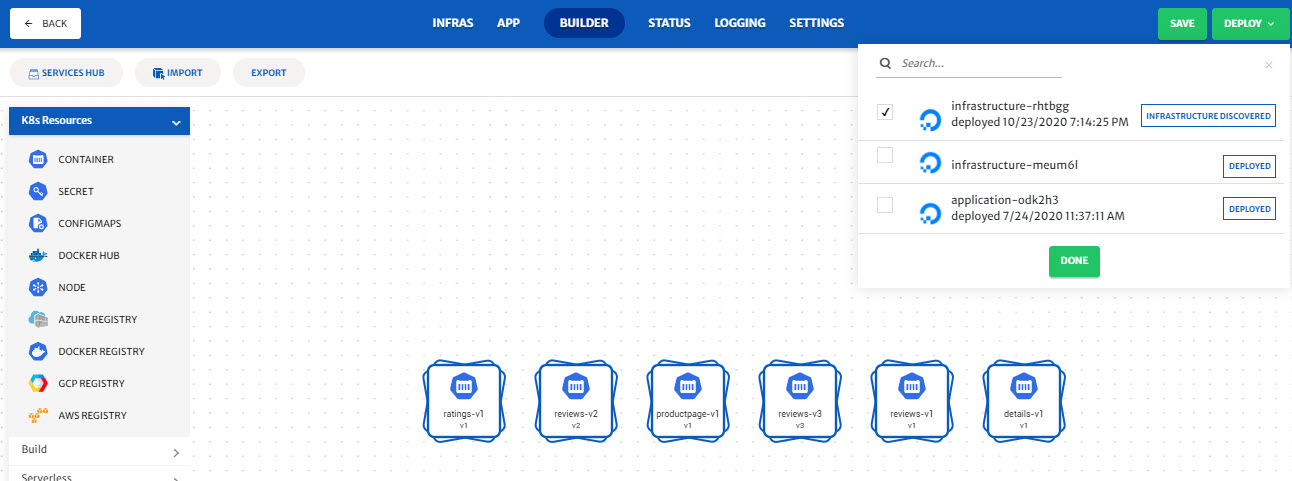 BACK
INFRAS
APP
BUILDER
STATUS
LOGGING
SETTINGS
SAVE
DEPLOY
SERVICES HUB
IMPORT
EXPORT
Search...
infrastructure-rhtbgg
deployed 10/23/2020 7:14:25 PM
INFRASTRUCTURE DISCOVERED
infrastructure-meum6l
DEPLOYED
application-odk2h3
deployed 7/24/2020 11:37:11 AM
DEPLOYED
DONE
K8s Resources
CONTAINER
SECRET
CONFIGMAPS
DOCKER HUB
NODE
AZURE REGISTRY
DOCKER REGISTRY
GCP REGISTRY
AWS REGISTRY
Build
Serverless
ratings-v1
v1
reviews-v2
v2
productpage-v1
v1
reviews-v3
v3
reviews-v1
v1
details-v1
v1